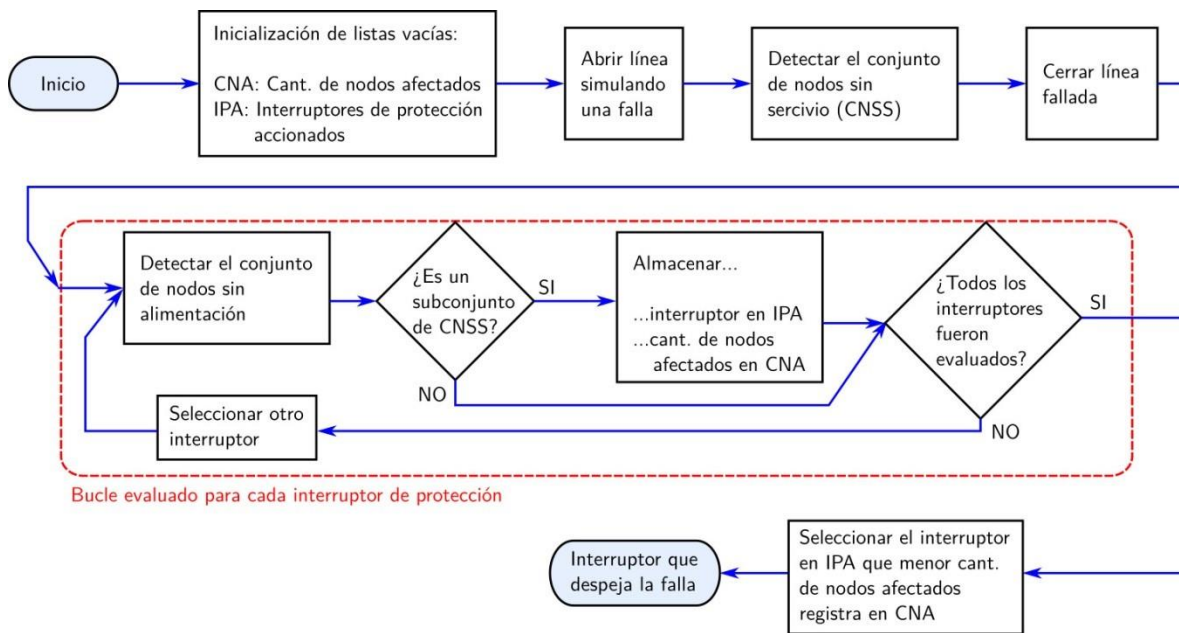 Inicio
Inicialización de listas vacías:
CNA: Cant. de nodos afectados
IPA: Interruptores de protección
accionados
Abrir línea
simulando
una falla
Detectar el conjunto
de nodos sin
sercivio (CNSS)
Cerrar línea
fallada
Detectar el conjunto
de nodos sin
alimentación
¿Es un
subconjunto
de CNSS?
SI
NO
Almacenar...
...interruptor en IPA
...cant. de nodos
afectados en CNA
¿Todos los
interruptores
fueron
evaluados?
SI
NO
Seleccionar otro
interruptor
Bucle evaluado para cada interruptor de protección
Seleccionar el interruptor
en IPA que menor cant.
de nodos afectados
registra en CNA
Interruptor que
despeja la falla